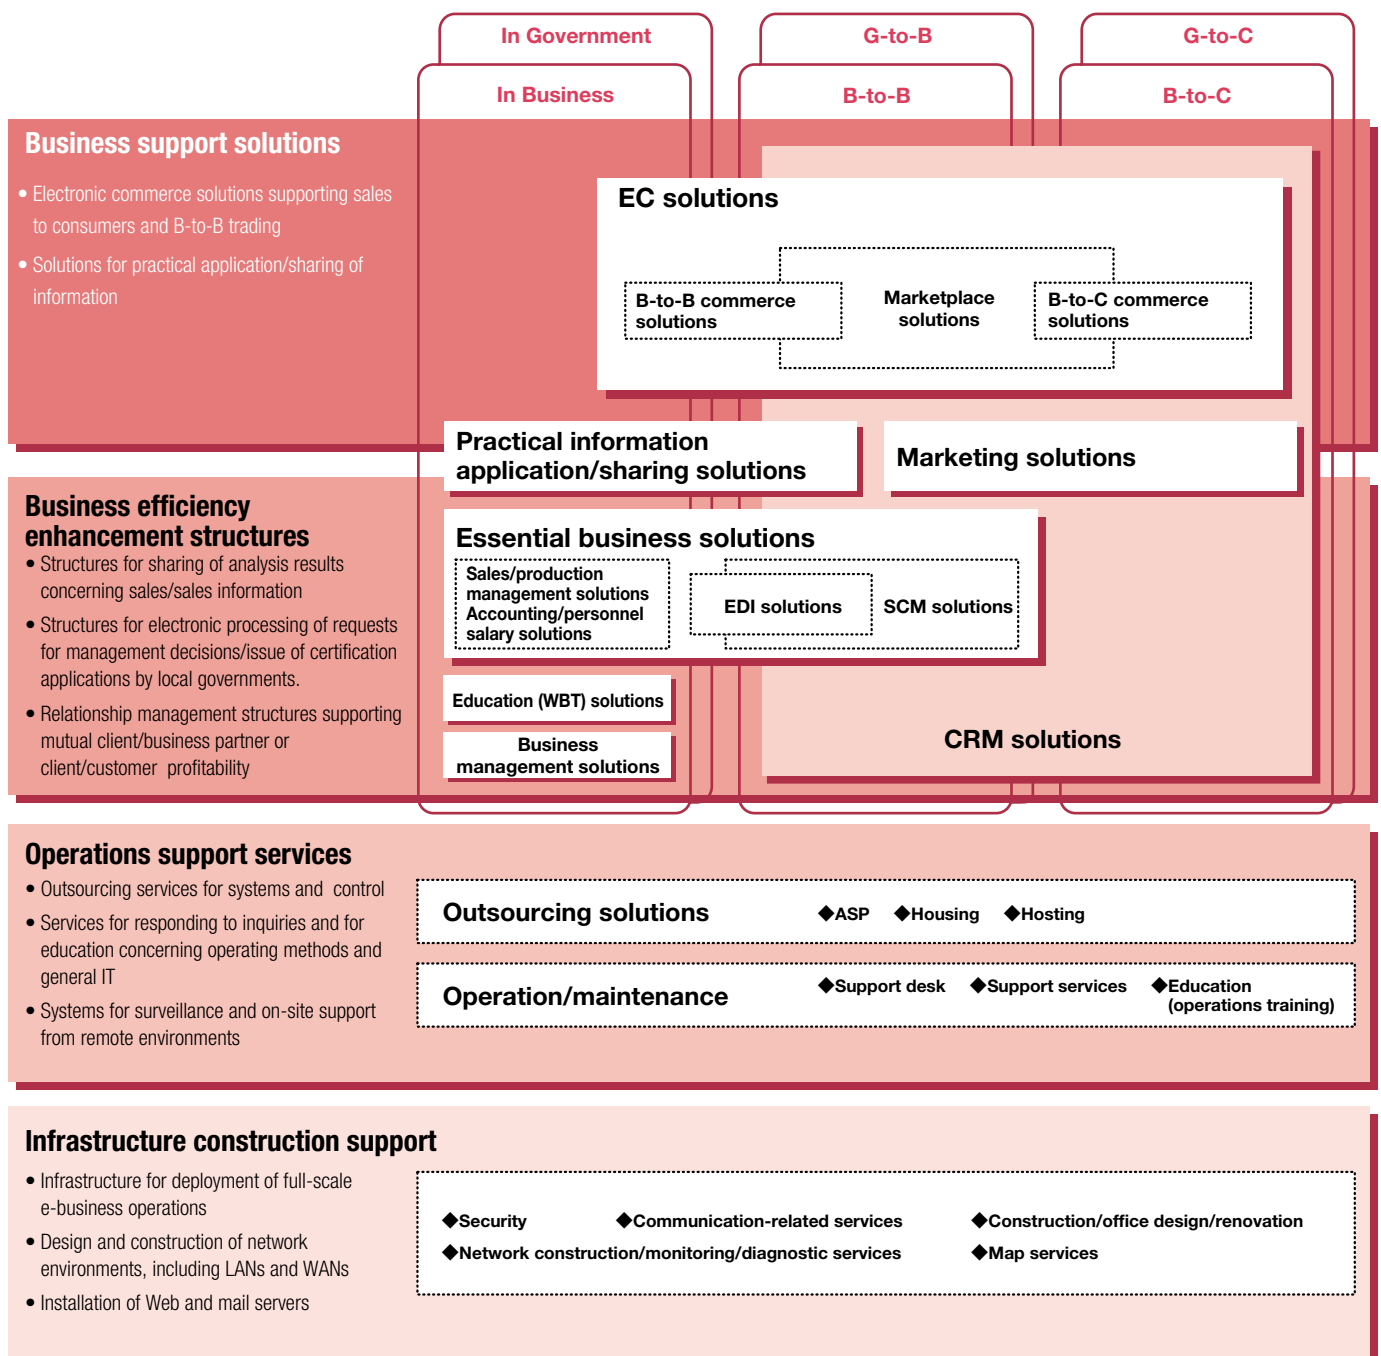 In Government
G-to-B
G-to-C
In Business
B-to-B
B-to-C
Business support solutions
• Electronic commerce solutions supporting sales
to consumers and B-to-B trading
• Solutions for practical application/sharing of
information
EC solutions
B-to-B commerce
solutions
Marketplace
solutions
B-to-C commerce
solutions
Practical information
application/sharing solutions
Marketing solutions
Business efficiency
enhancement structures
• Structures for sharing of analysis results
concerning sales/sales information
• Structures for electronic processing of requests
for management decisions/issue of certification
applications by local governments.
• Relationship management structures supporting
mutual client/business partner or
client/customer profitability
Essential business solutions
Sales/production
management solutions
Accounting/personnel
salary solutions
EDI solutions
SCM solutions
Education (WBT) solutions
Business
management solutions
CRM solutions
Operations support services
• Outsourcing services for systems and control
• Services for responding to inquiries and for
education concerning operating methods and
general IT
• Systems for surveillance and on-site support
from remote environments
Outsourcing solutions ◆ASP ◆Housing ◆Hosting
Operation/maintenance ◆Support desk ◆Support services ◆Education
(operations training)
Infrastructure construction support
• Infrastructure for deployment of full-scale
e-business operations
• Design and construction of network
environments, including LANs and WANs
• Installation of Web and mail servers
◆Security ◆Communication-related services ◆Construction/office design/renovation
◆Network construction/monitoring/diagnostic services ◆Map services